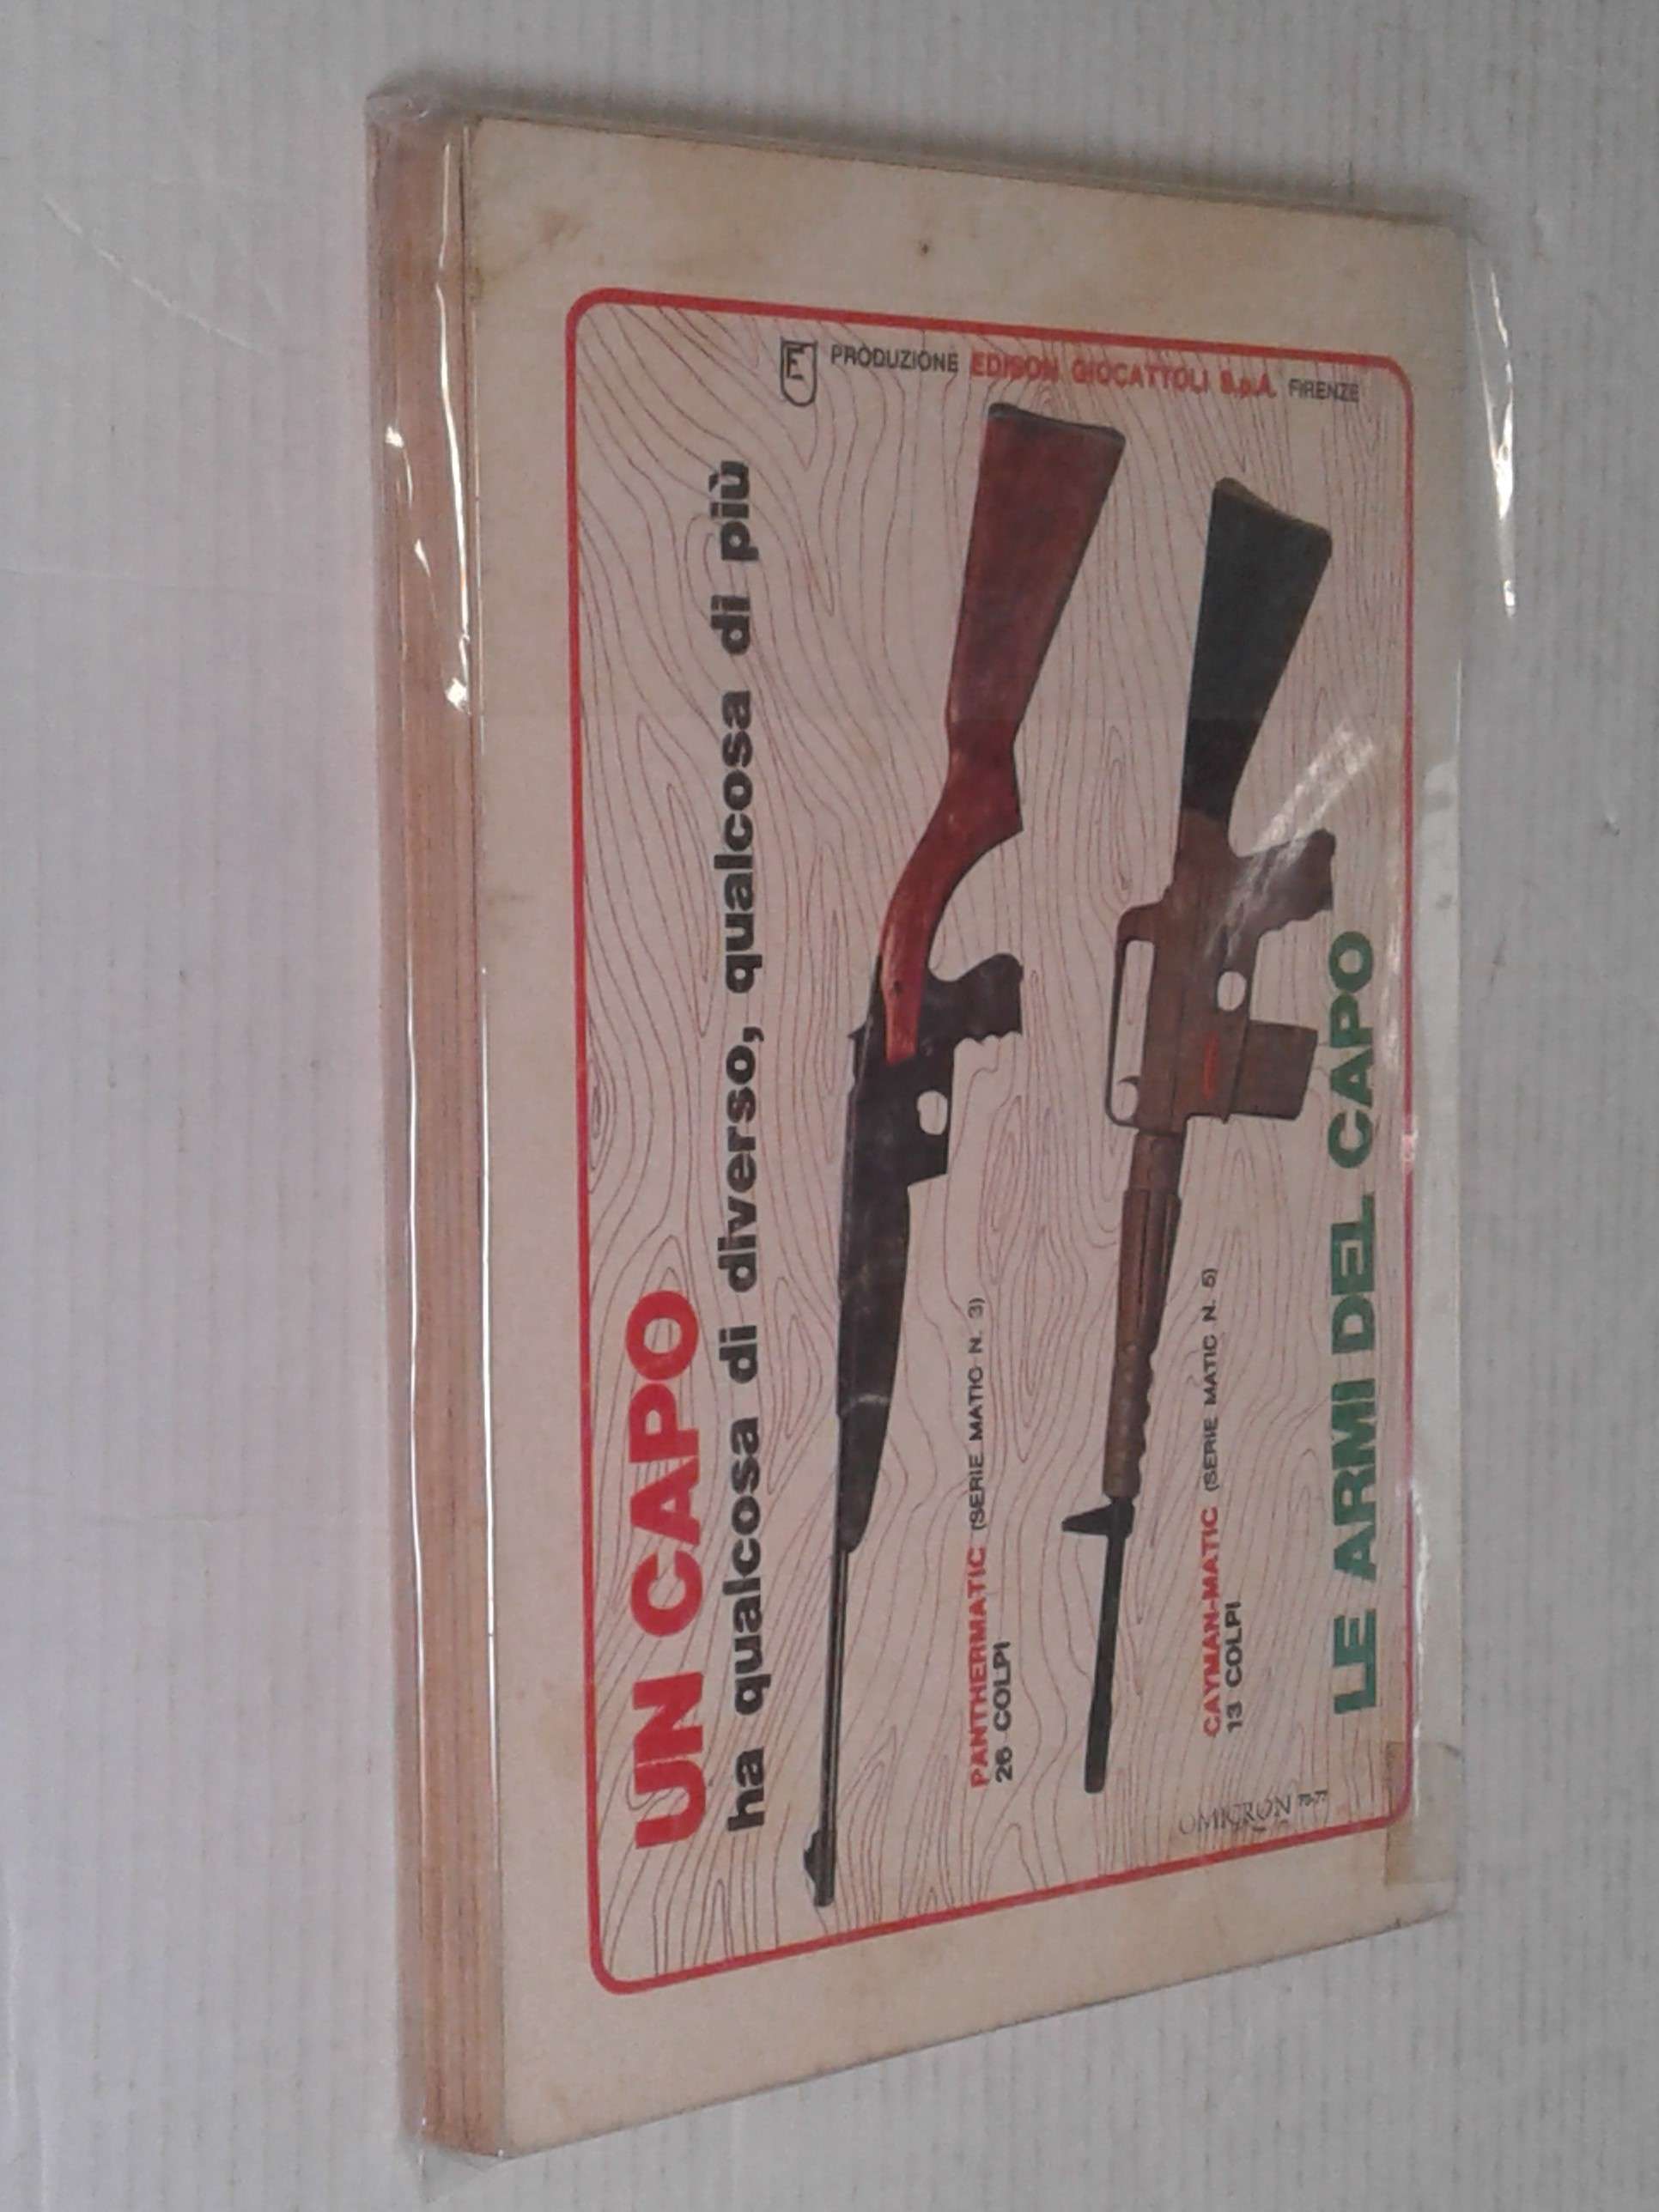 UN CAPO
ha qualcosa di diverso, qualcosa di più
E PRODUZIONE EDISON GIOCATTOLI S.p.A. FIRENZE
PANTHERMATIC (SERIE MATIC N. 3)
26 COLPI
CAYMAN-MATIC (SERIE MATIC N. 5)
13 COLPI
OMICRON
LE ARMI DEL CAPO